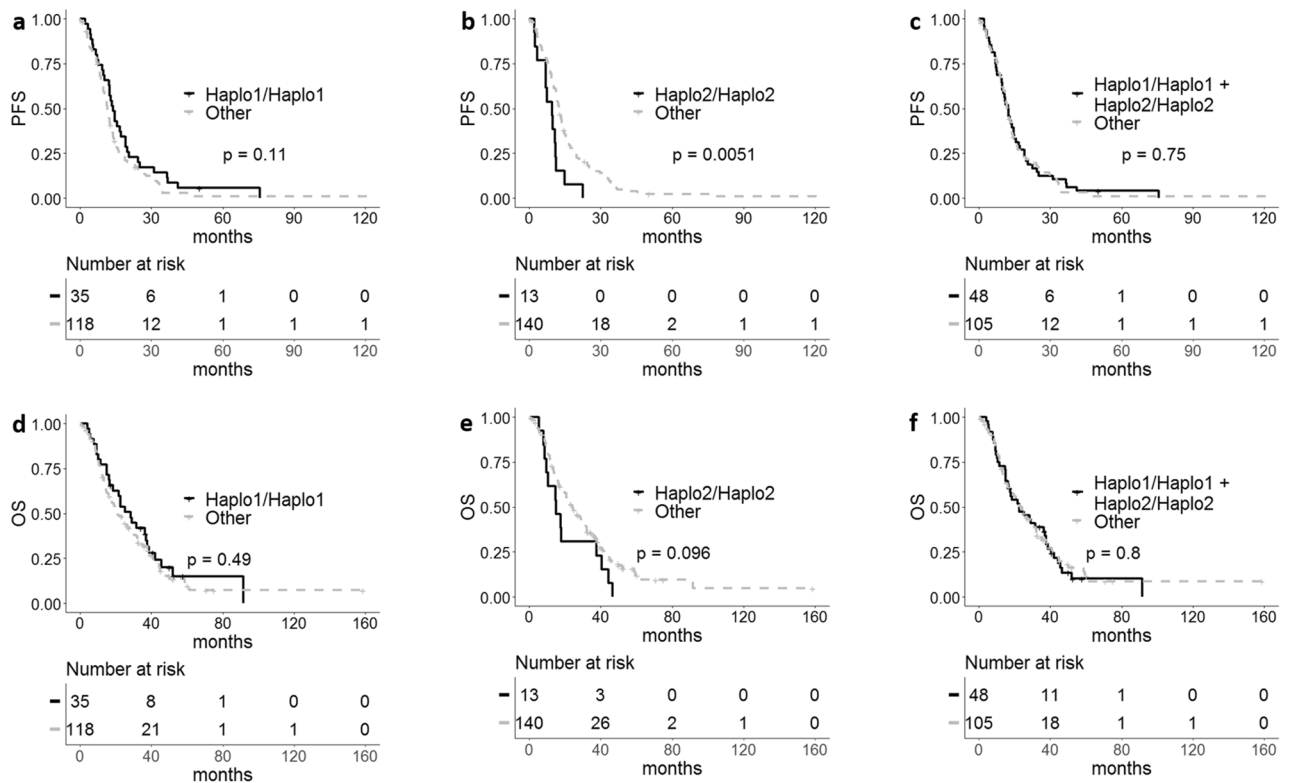 a
1.00
0.75
0.50
0.25
0.00
PFS
Haplo1/Haplo1
Other
p = 0.11
0 30 60 90 120
months
Number at risk
35 6 1 0 0
118 12 1 1 1
0 30 60 90 120
months
b
1.00
0.75
0.50
0.25
0.00
PFS
Haplo2/Haplo2
Other
p = 0.0051
0 30 60 90 120
months
Number at risk
13 0 0 0 0
140 18 2 1 1
0 30 60 90 120
months
c
1.00
0.75
0.50
0.25
0.00
PFS
Haplo1/Haplo1 +
Haplo2/Haplo2
Other
p = 0.75
0 30 60 90 120
months
Number at risk
48 6 1 0 0
105 12 1 1 1
0 30 60 90 120
months
d
1.00
0.75
0.50
0.25
0.00
OS
Haplo1/Haplo1
Other
p = 0.49
0 40 80 120 160
months
Number at risk
35 8 1 0 0
118 21 1 1 0
0 40 80 120 160
months
e
1.00
0.75
0.50
0.25
0.00
OS
Haplo2/Haplo2
Other
p = 0.096
0 40 80 120 160
months
Number at risk
13 3 0 0 0
140 26 2 1 0
0 40 80 120 160
months
f
1.00
0.75
0.50
0.25
0.00
OS
Haplo1/Haplo1 +
Haplo2/Haplo2
Other
p = 0.8
0 40 80 120 160
months
Number at risk
48 11 1 0 0
105 18 1 1 0
0 40 80 120 160
months